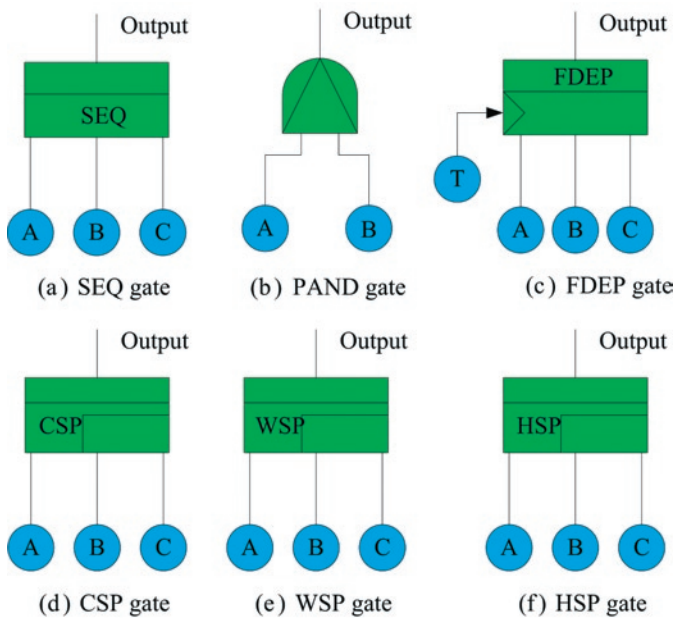 Output Output Output
SEQ FDEP
T
A B C A B A B C
(a) SEQ gate (b) PAND gate (c) FDEP gate
Output Output Output
CSP WSP HSP
A B C A B C A B C
(d) CSP gate (e) WSP gate (f) HSP gate